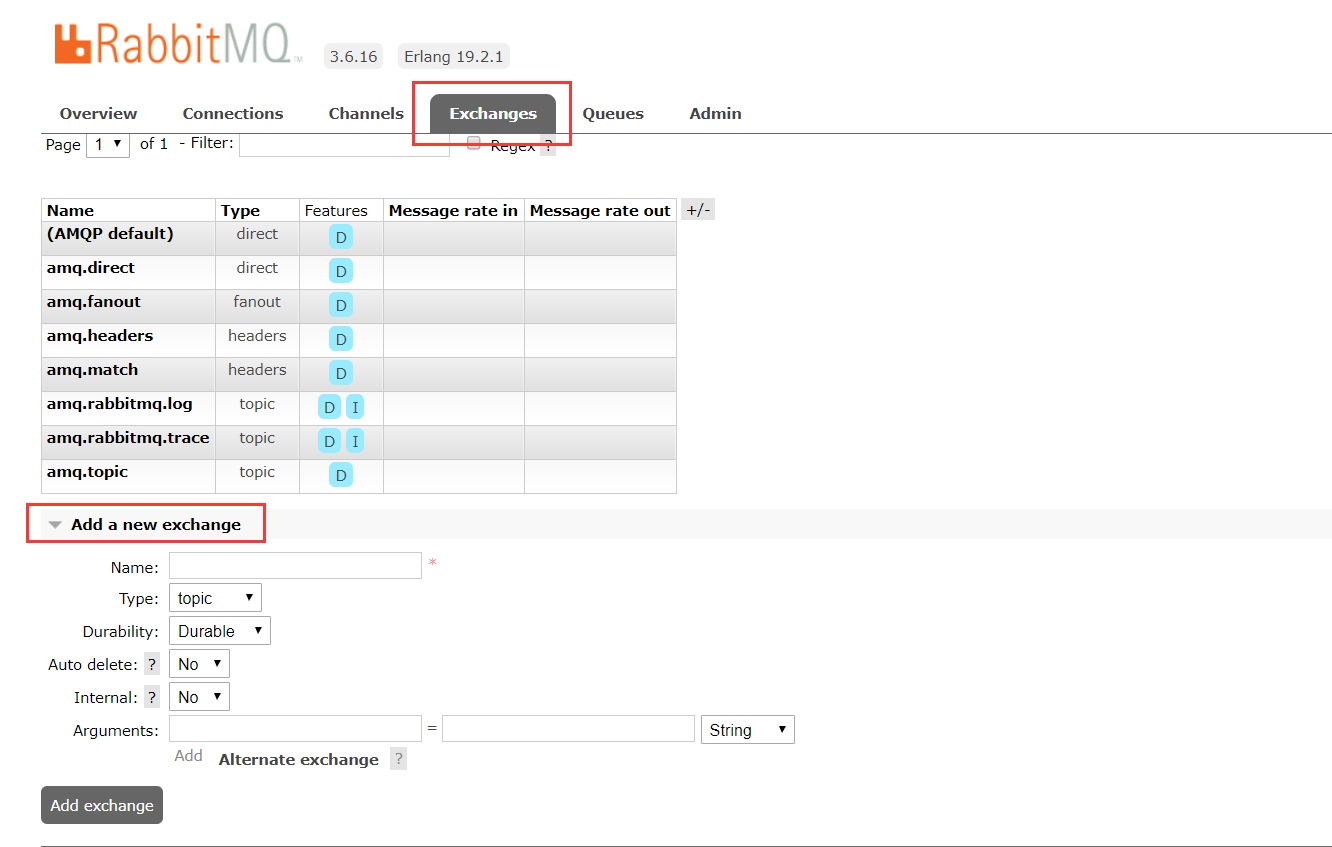 RabbitMQ™ 3.6.16 Erlang 19.2.1
Overview Connections Channels Exchanges Queues Admin
Page 1 of 1 - Filter: Regex ?
Name Type Features Message rate in Message rate out +/-
(AMQP default) direct D
amq.direct direct D
amq.fanout fanout D
amq.headers headers D
amq.match headers D
amq.rabbitmq.log topic D I
amq.rabbitmq.trace topic D I
amq.topic topic D
Add a new exchange
Name: *
Type: topic
Durability: Durable
Auto delete: ? No
Internal: ? No
Arguments: = String
Add Alternate exchange ?
Add exchange